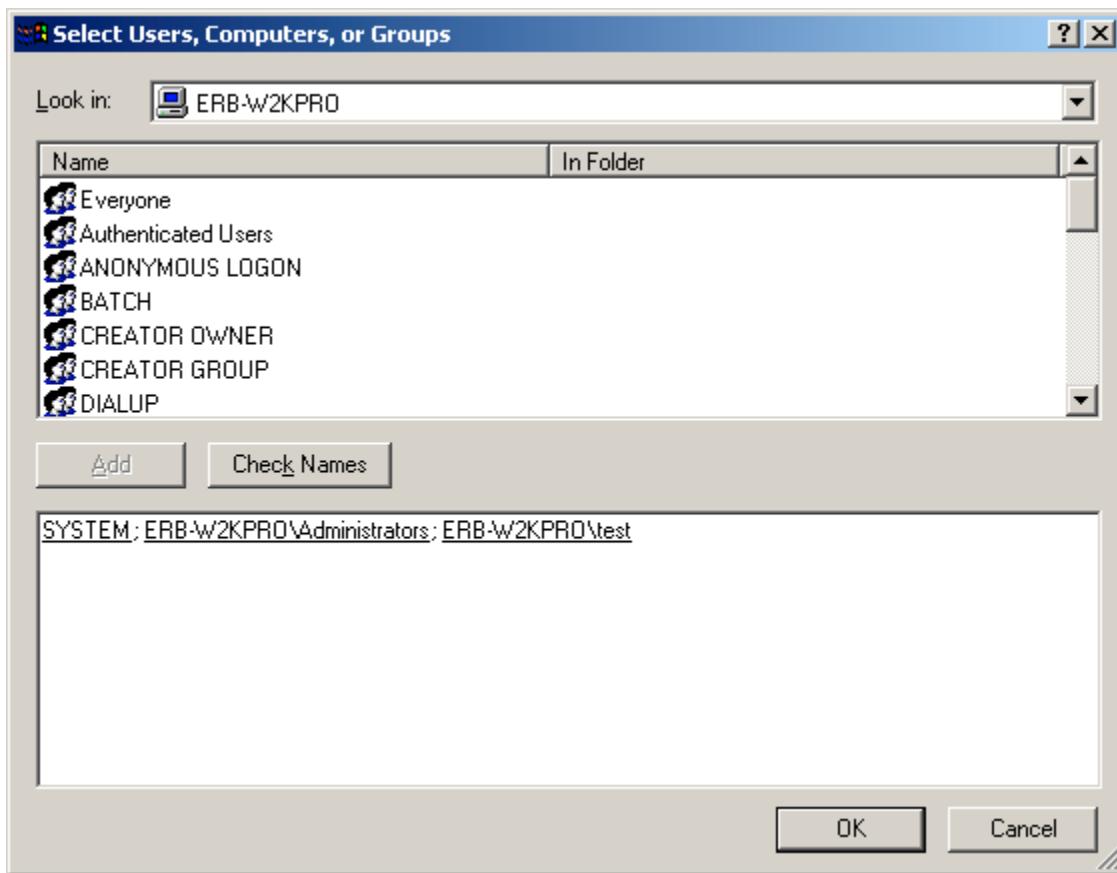 Select Users, Computers, or Groups
Look in: ERB-W2KPRO
Name In Folder
Everyone
Authenticated Users
ANONYMOUS LOGON
BATCH
CREATOR OWNER
CREATOR GROUP
DIALUP
Add Check Names
SYSTEM; ERB-W2KPRO\Administrators; ERB-W2KPRO\test
OK Cancel